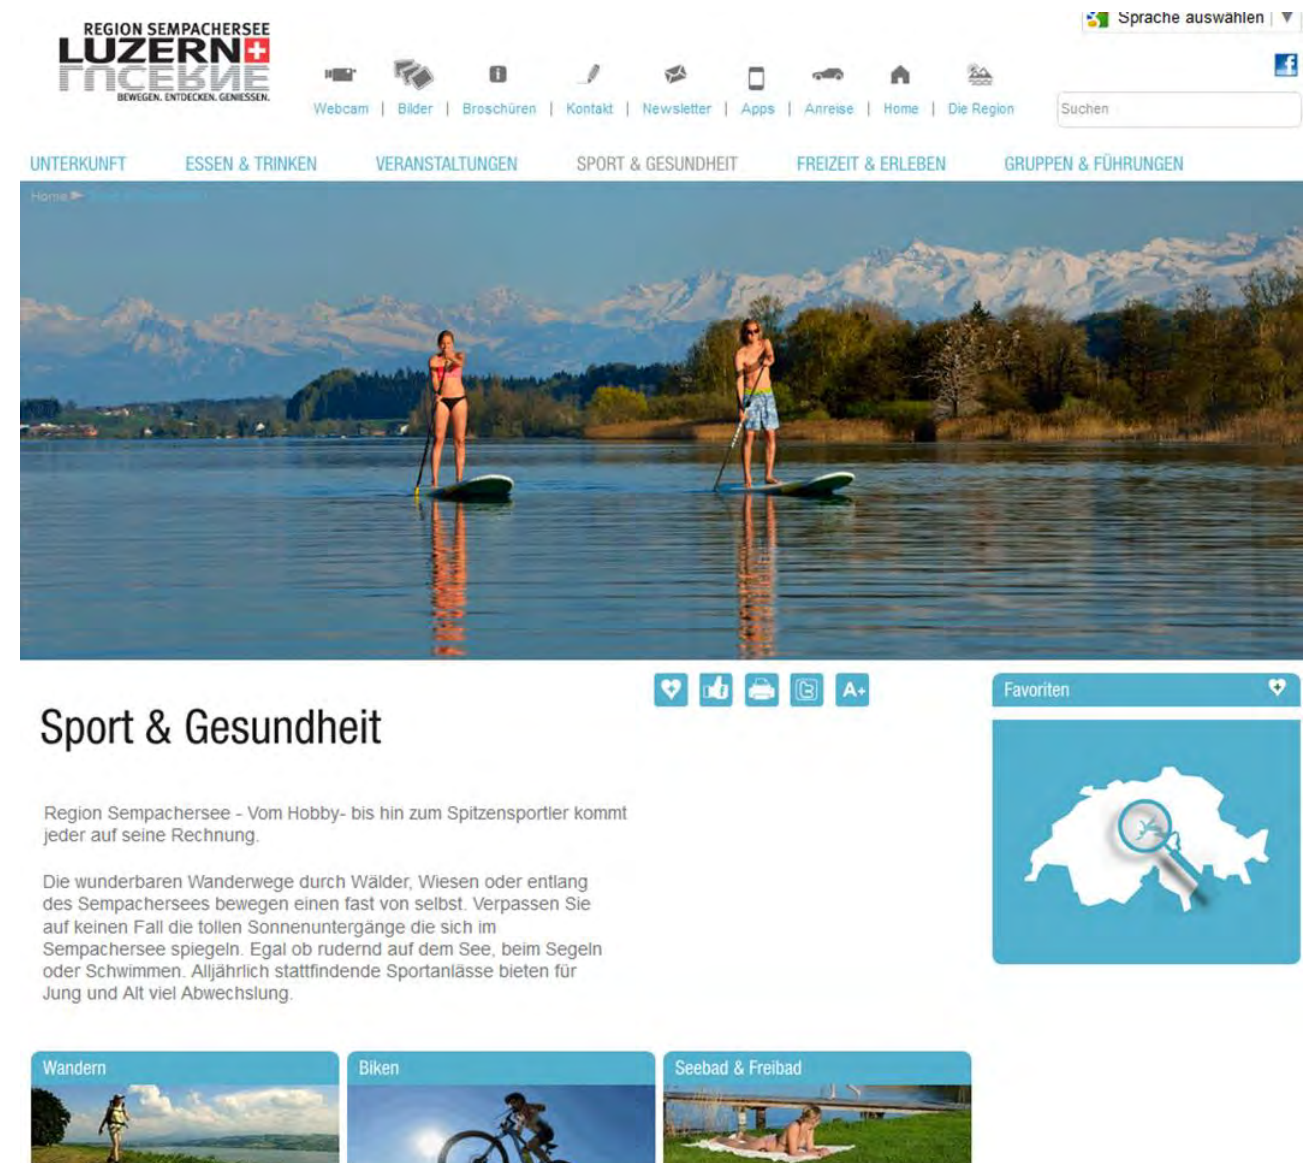 Sprache auswählen | ▼
REGION SEMPACHERSEE
LUZERN
LUCERNE
BEWEGEN. ENTDECKEN. GENIESSEN.
Webcam | Bilder | Broschüren | Kontakt | Newsletter | Apps | Anreise | Home | Die Region
Suchen
UNTERKUNFT ESSEN & TRINKEN VERANSTALTUNGEN SPORT & GESUNDHEIT FREIZEIT & ERLEBEN GRUPPEN & FÜHRUNGEN
Home
A+
Favoriten
Sport & Gesundheit
Region Sempachersee - Vom Hobby- bis hin zum Spitzensportler kommt
jeder auf seine Rechnung.
Die wunderbaren Wanderwege durch Wälder, Wiesen oder entlang
des Sempachersees bewegen einen fast von selbst. Verpassen Sie
auf keinen Fall die tollen Sonnenuntergänge die sich im
Sempachersee spiegeln. Egal ob rudernd auf dem See, beim Segeln
oder Schwimmen. Alljährlich stattfindende Sportanlässe bieten für
Jung und Alt viel Abwechslung.
Wandern
Biken
Seebad & Freibad